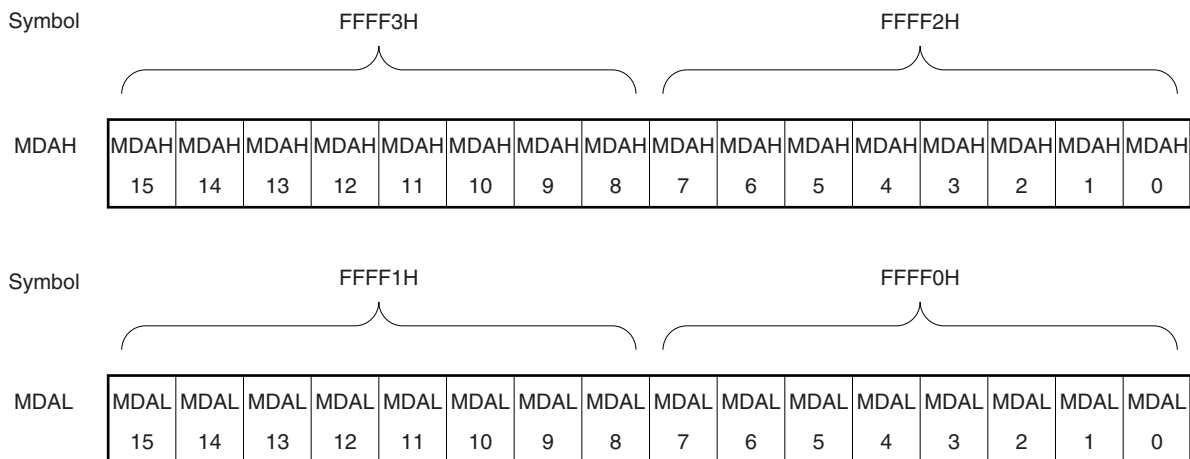 Symbol FFFF3H FFFF2H
MDAH MDAH MDAH MDAH MDAH MDAH MDAH MDAH MDAH MDAH MDAH MDAH MDAH MDAH MDAH MDAH MDAH
15 14 13 12 11 10 9 8 7 6 5 4 3 2 1 0
Symbol FFFF1H FFFF0H
MDAL MDAL MDAL MDAL MDAL MDAL MDAL MDAL MDAL MDAL MDAL MDAL MDAL MDAL MDAL MDAL MDAL
15 14 13 12 11 10 9 8 7 6 5 4 3 2 1 0